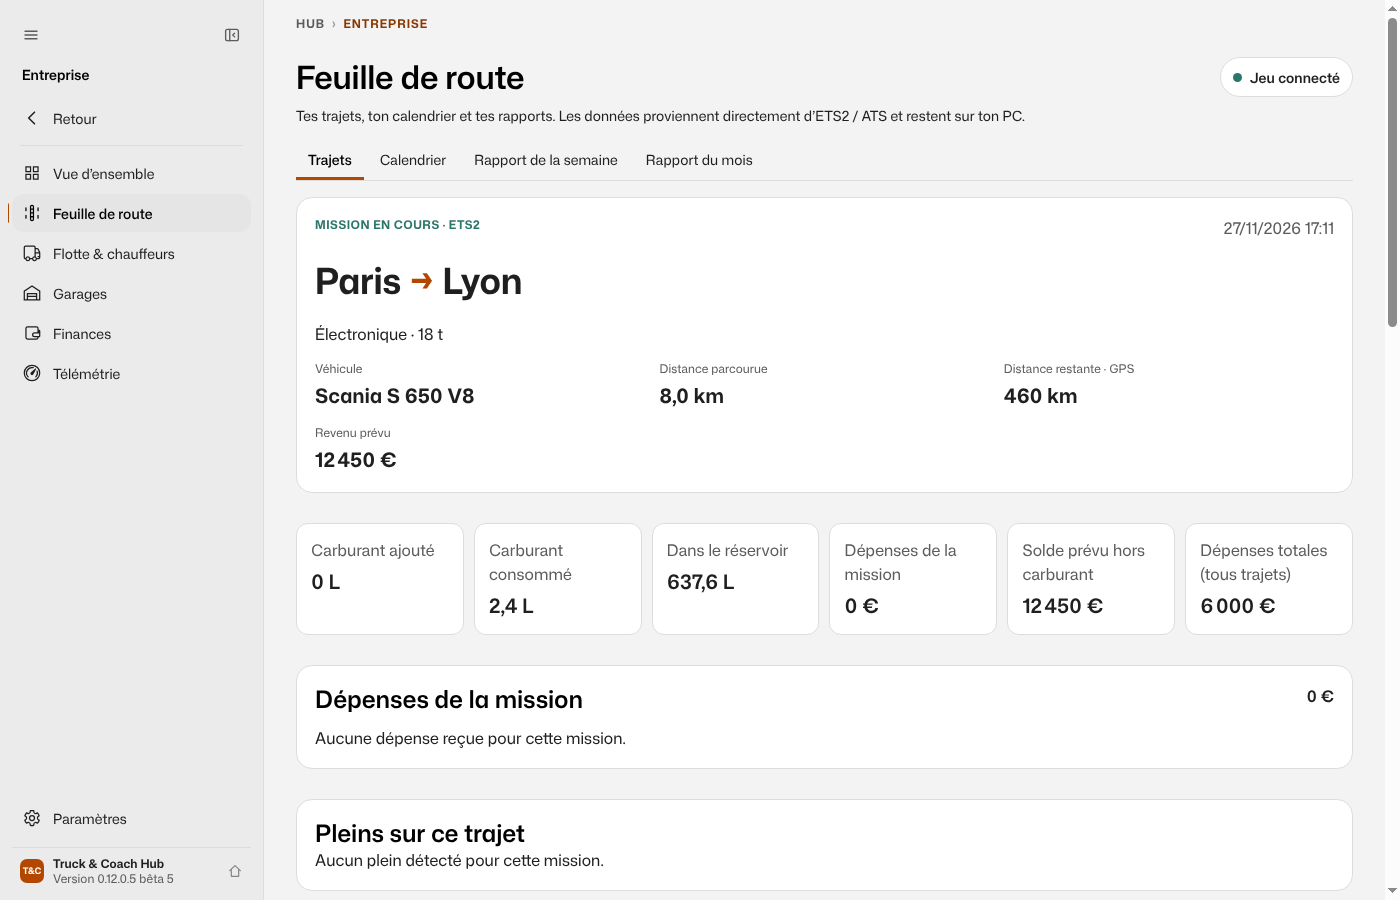 Entreprise
Retour
Vue d’ensemble
Feuille de route
Flotte & chauffeurs
Garages
Finances
Télémétrie
Paramètres
T&C
Truck & Coach Hub
Version 0.12.0.5 bêta 5
HUB › ENTREPRISE
Feuille de route
Jeu connecté
Tes trajets, ton calendrier et tes rapports. Les données proviennent directement d’ETS2 / ATS et restent sur ton PC.
Trajets Calendrier Rapport de la semaine Rapport du mois
MISSION EN COURS · ETS2
27/11/2026 17:11
Paris → Lyon
Électronique · 18 t
Véhicule
Scania S 650 V8
Distance parcourue
8,0 km
Distance restante · GPS
460 km
Revenu prévu
12 450 €
Carburant ajouté
0 L
Carburant
consommé
2,4 L
Dans le réservoir
637,6 L
Dépenses de la
mission
0 €
Solde prévu hors
carburant
12 450 €
Dépenses totales
(tous trajets)
6 000 €
Dépenses de la mission
0 €
Aucune dépense reçue pour cette mission.
Pleins sur ce trajet
Aucun plein détecté pour cette mission.